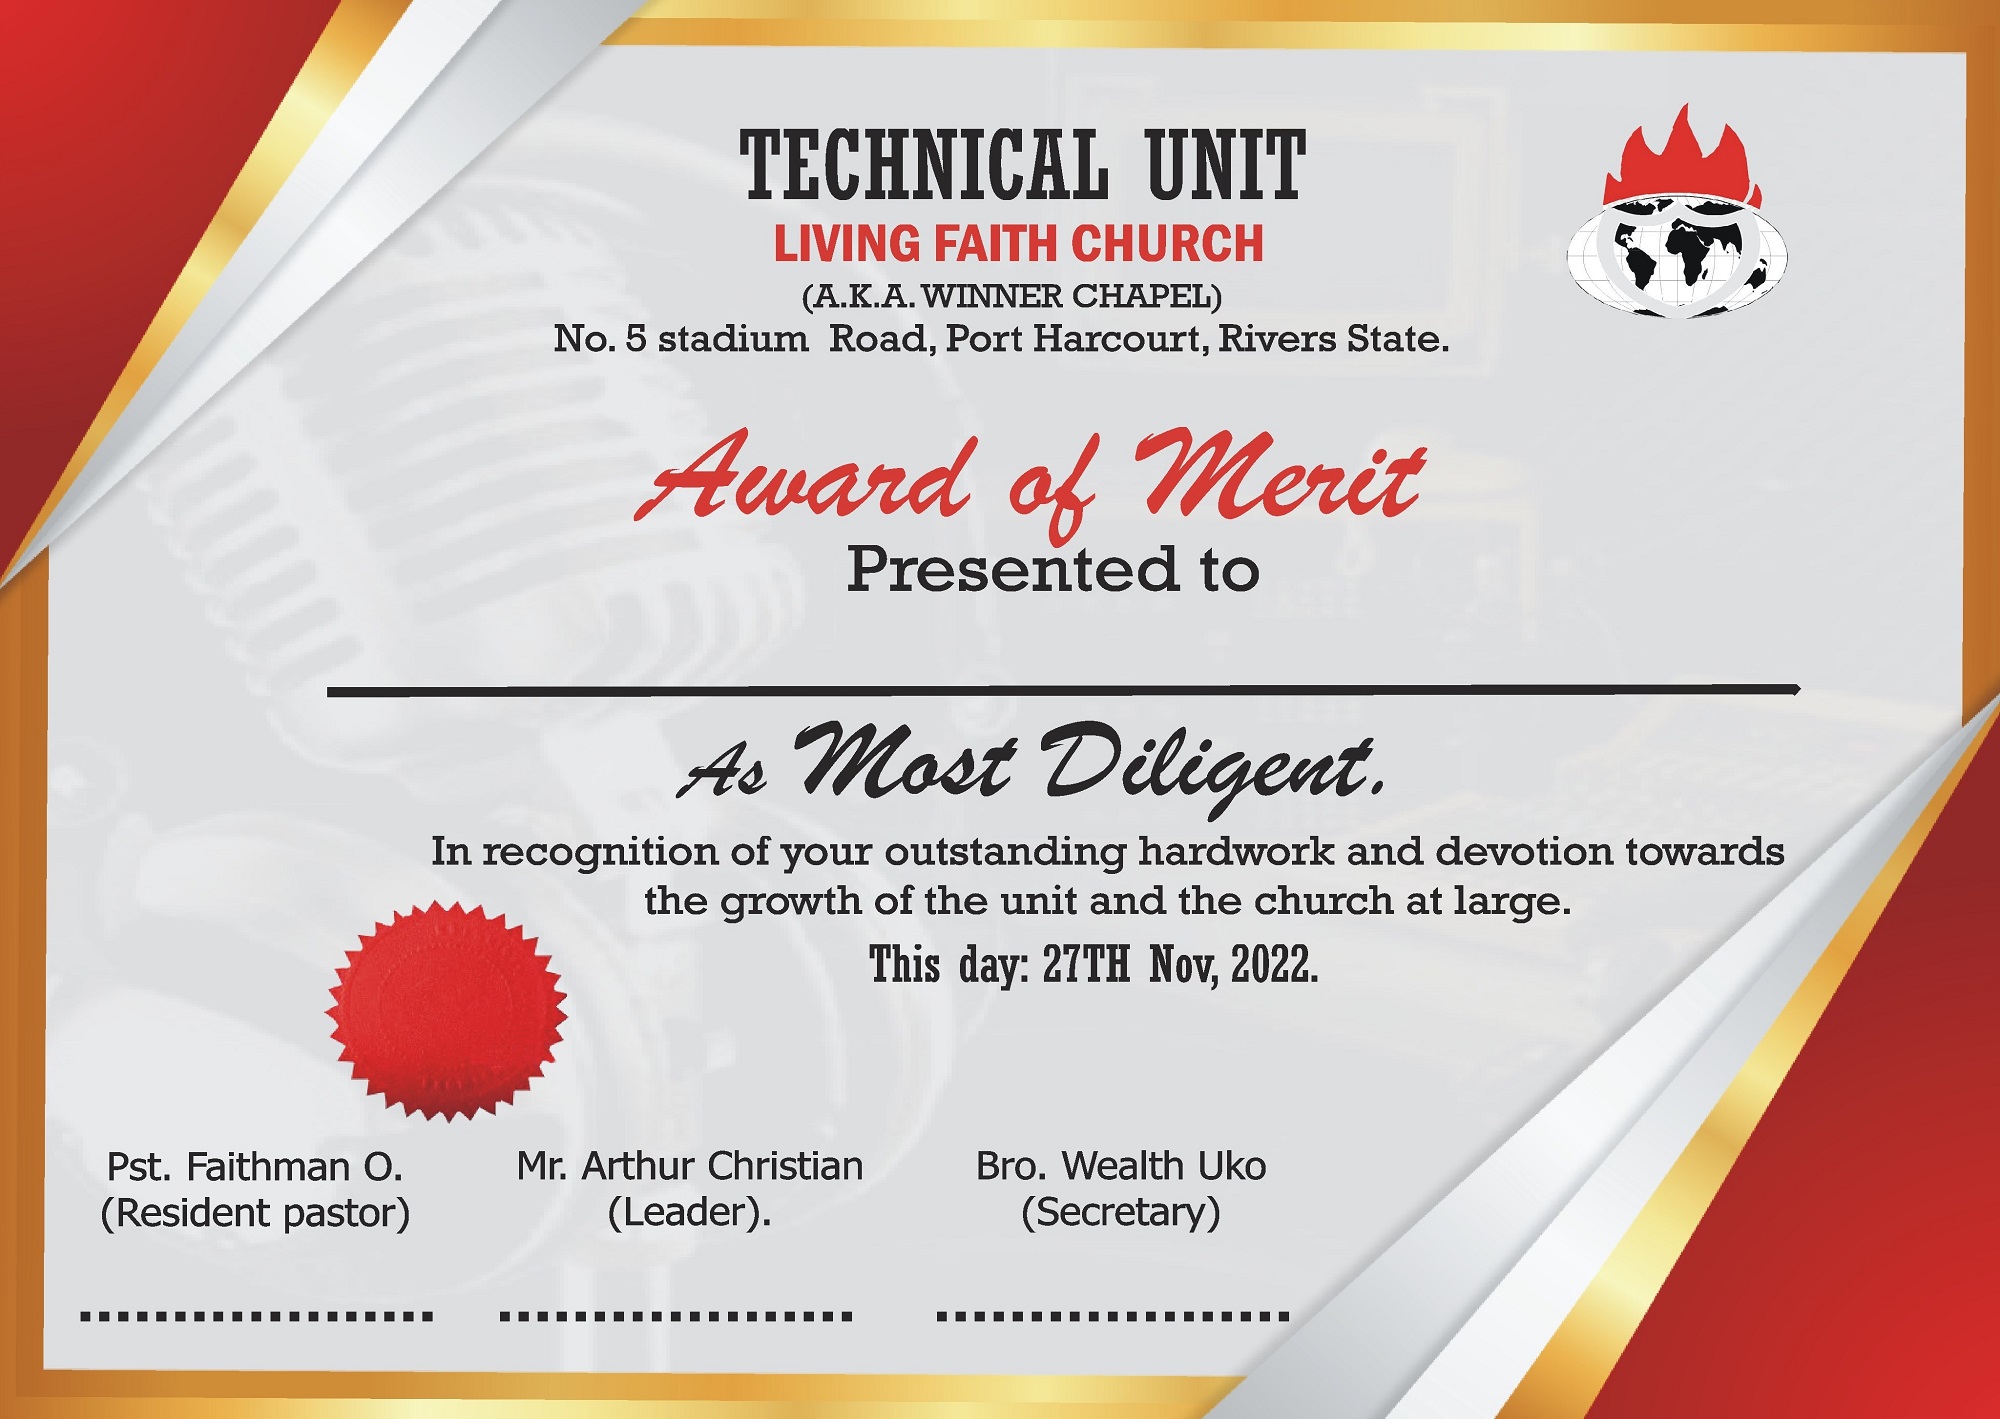 TECHNICAL UNIT
LIVING FAITH CHURCH
(A.K.A. WINNER CHAPEL)
No. 5 stadium Road, Port Harcourt, Rivers State.
Award of Merit
Presented to
As Most Diligent.
In recognition of your outstanding hardwork and devotion towards
the growth of the unit and the church at large.
This day: 27TH Nov, 2022.
Pst. Faithman O.
(Resident pastor)
Mr. Arthur Christian
(Leader).
Bro. Wealth Uko
(Secretary)